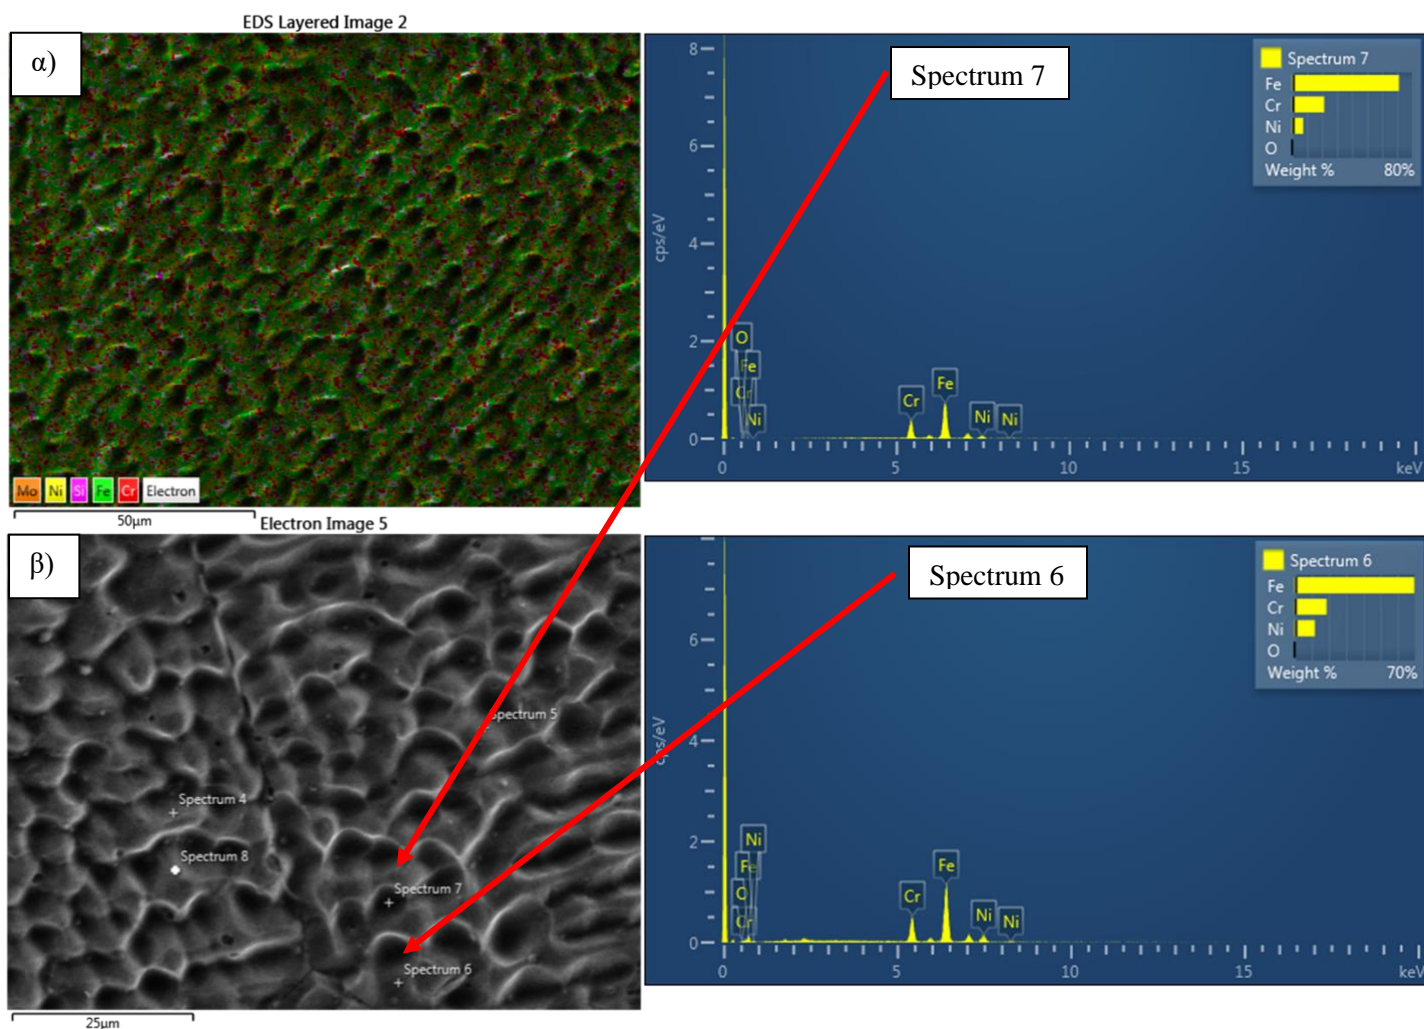 EDS Layered Image 2
α)
Mo Ni Si Fe Cr Electron
50µm
Spectrum 7
8
6
4
2
0
cps/eV
O
Fe
Cr
Ni
Cr
Fe
Ni
Ni
0 5 10 15 keV
Spectrum 7
Fe
Cr
Ni
O
Weight % 80%
Electron Image 5
β)
Spectrum 5
Spectrum 4
Spectrum 8
Spectrum 7
Spectrum 6
25µm
Spectrum 6
6
4
2
0
cps/eV
Ni
Fe
O
Cr
Cr
Fe
Ni
Ni
0 5 10 15 keV
Spectrum 6
Fe
Cr
Ni
O
Weight % 70%